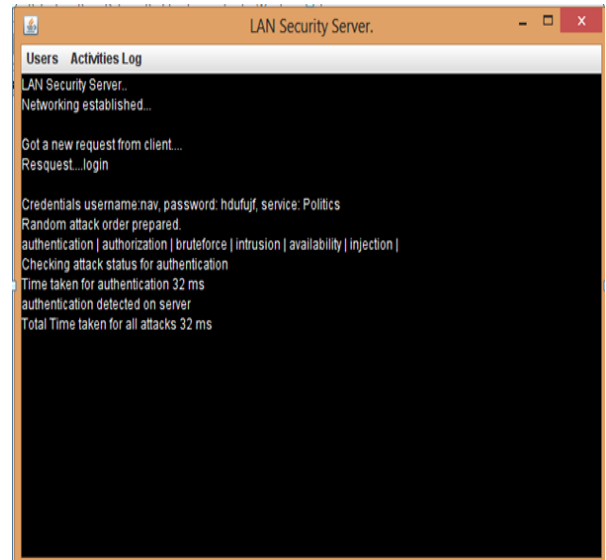 LAN Security Server.
Users Activities Log
LAN Security Server..
Networking established...
Got a new request from client....
Resquest....login
Credentials username:nav, password: hdufujf, service: Politics
Random attack order prepared.
authentication | authorization | bruteforce | intrusion | availability | injection |
Checking attack status for authentication
Time taken for authentication 32 ms
authentication detected on server
Total Time taken for all attacks 32 ms